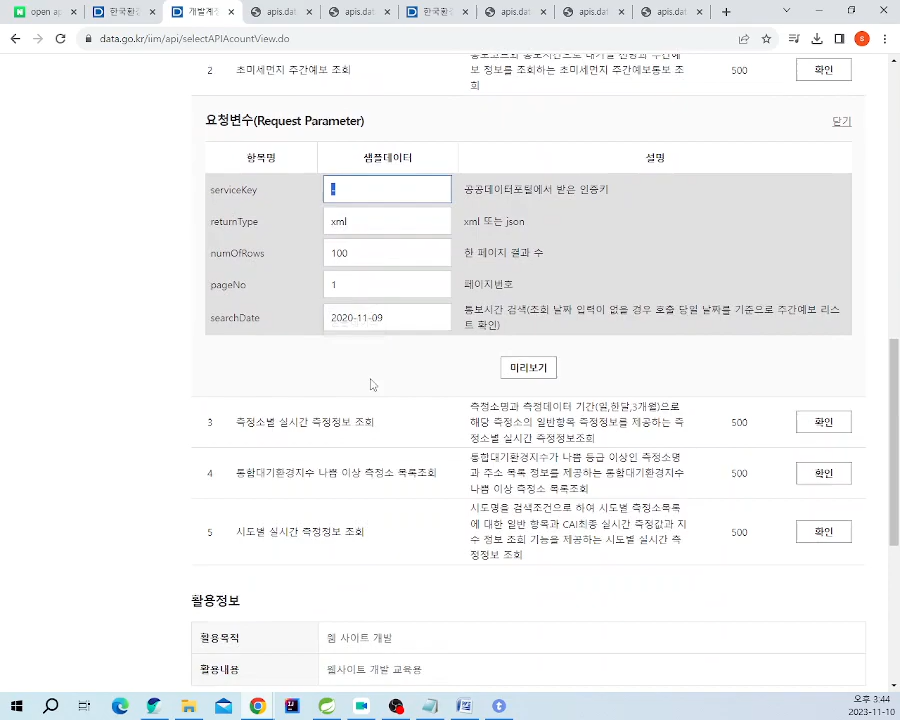 open ap
한국환
개발계정
apis.dat
apis.dat
한국환
apis.dat
apis.dat
apis.dat
data.go.kr/iim/api/selectAPIAcountView.do
s
2
초미세먼지 주간예보 조회
보 정보를 조회하는 초미세먼지 주간예보통보 조
회
500
확인
요청변수(Request Parameter)
닫기
항목명
샘플데이터
설명
serviceKey
-
공공데이터포털에서 받은 인증키
returnType
xml
xml 또는 json
numOfRows
100
한 페이지 결과 수
pageNo
1
페이지번호
searchDate
2020-11-09
통보시간 검색(조회 날짜 입력이 없을 경우 호출 당일 날짜를 기준으로 주간예보 리스
트 확인)
미리보기
3
측정소별 실시간 측정정보 조회
측정소명과 측정데이터 기간(일,한달,3개월)으로
해당 측정소의 일반항목 측정정보를 제공하는 측
정소별 실시간 측정정보조회
500
확인
4
통합대기환경지수 나쁨 이상 측정소 목록조회
통합대기환경지수가 나쁨 등급 이상인 측정소명
과 주소 목록 정보를 제공하는 통합대기환경지수
나쁨 이상 측정소 목록조회
500
확인
5
시도별 실시간 측정정보 조회
시도명을 검색조건으로 하여 시도별 측정소목록
에 대한 일반 항목과 CAI최종 실시간 측정값과 지
수 정보 조회 기능을 제공하는 시도별 실시간 측
정정보 조회
500
확인
활용정보
활용목적
웹 사이트 개발
활용내용
웹사이트 개발 교육용
오후 3:44
2023-11-10